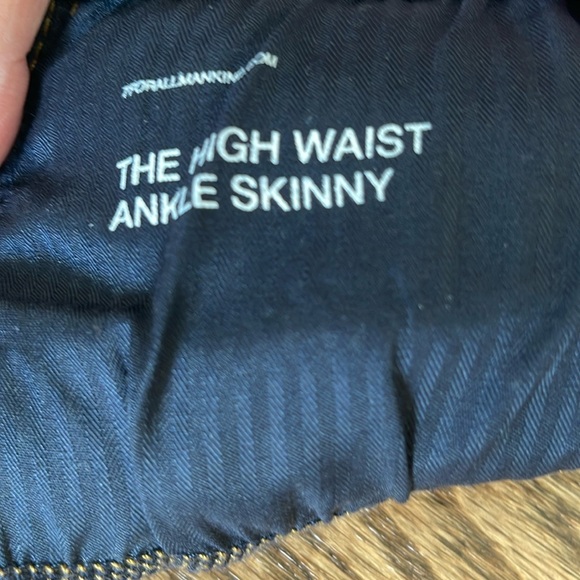 7FORALLMANKIND.COM
THE HIGH WAIST
ANKLE SKINNY